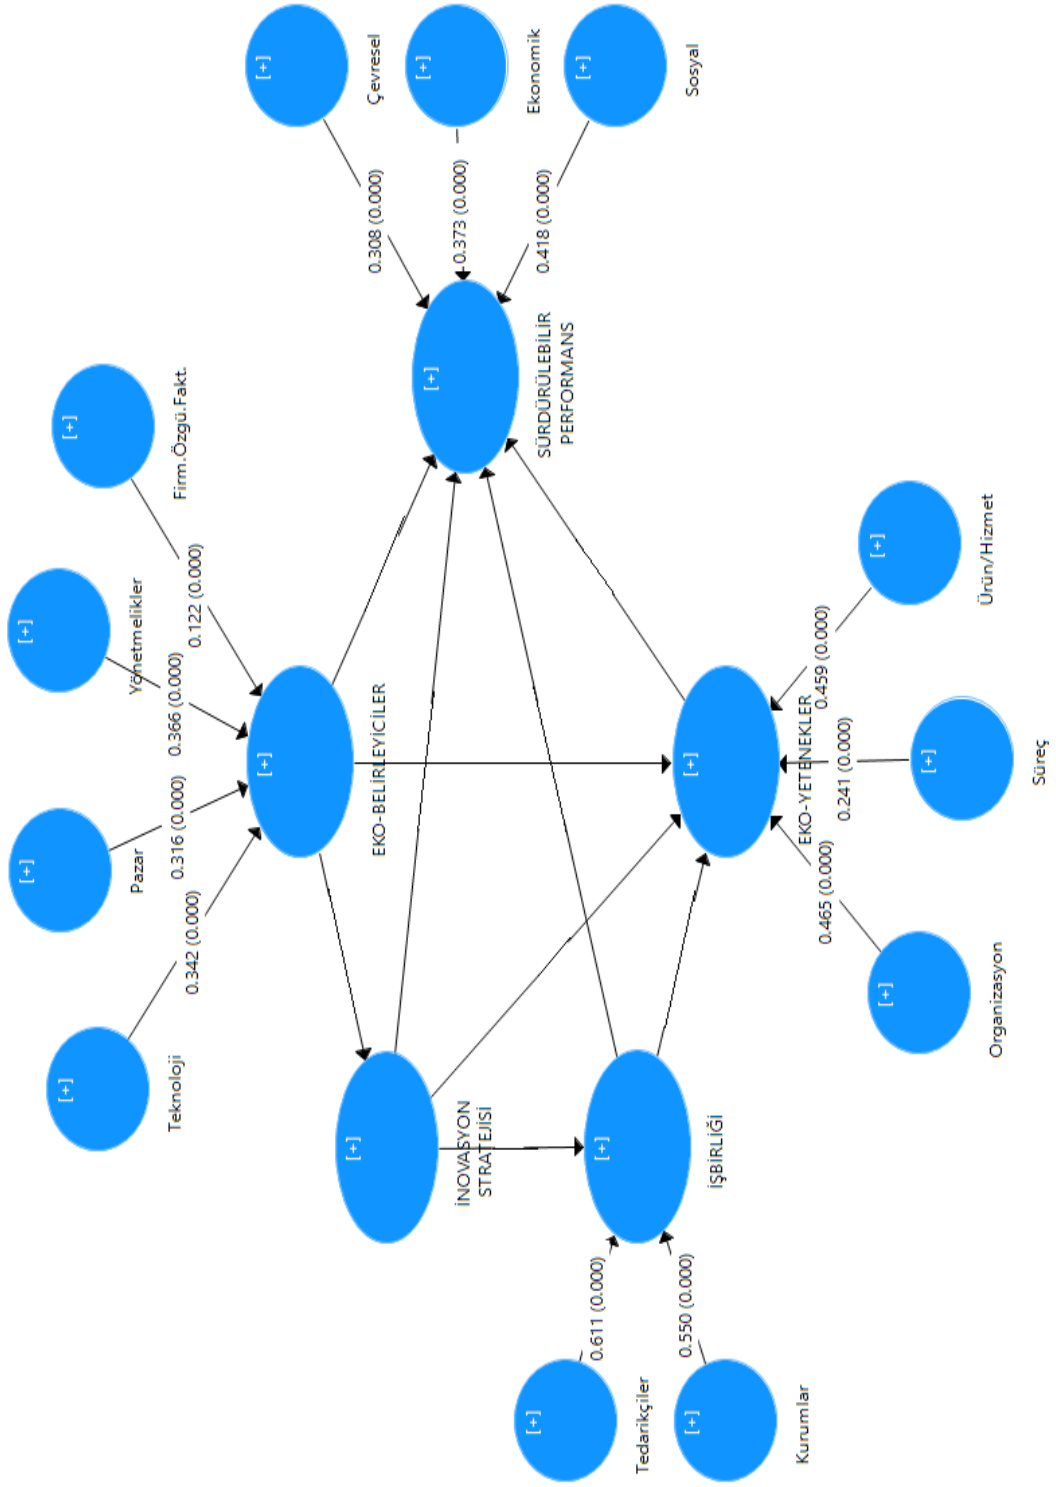 [+]
Teknoloji
[+]
Pazar
[+]
Yönetmelikler
[+]
Firm.Özgü.Fakt.
0.342 (0.000)
0.316 (0.000)
0.366 (0.000)
0.122 (0.000)
[+]
EKO-BELİRLEYİCİLER
[+]
Çevresel
[+]
Ekonomik
[+]
Sosyal
0.308 (0.000)
0.373 (0.000)
0.418 (0.000)
[+]
SÜRDÜRÜLEBİLİR
PERFORMANS
[+]
İNOVASYON
STRATEJİSİ
[+]
İŞBİRLİĞİ
[+]
Tedarikçiler
[+]
Kurumlar
0.611 (0.000)
0.550 (0.000)
[+]
EKO-YETENEKLER
0.465 (0.000)
0.241 (0.000)
0.459 (0.000)
[+]
Organizasyon
[+]
Süreç
[+]
Ürün/Hizmet